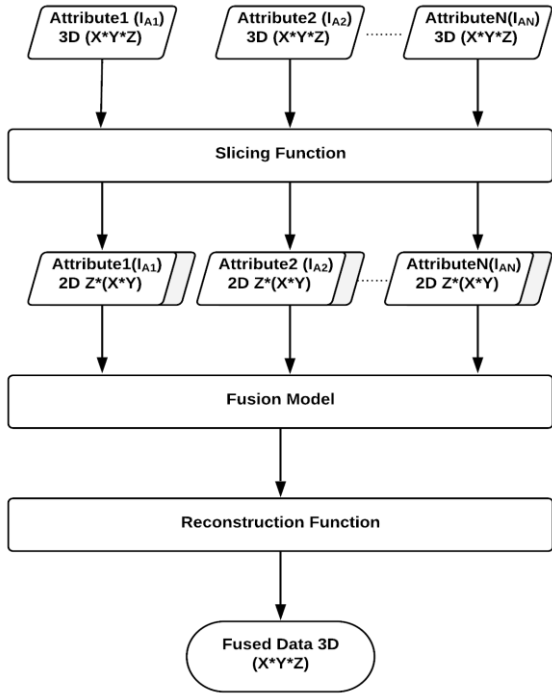 Attribute1 (IA1)
3D (X*Y*Z)
Attribute2 (IA2)
3D (X*Y*Z)
AttributeN(IAN)
3D (X*Y*Z)
Slicing Function
Attribute1(IA1)
2D Z*(X*Y)
Attribute2 (IA2)
2D Z*(X*Y)
AttributeN(IAN)
2D Z*(X*Y)
Fusion Model
Reconstruction Function
Fused Data 3D
(X*Y*Z)